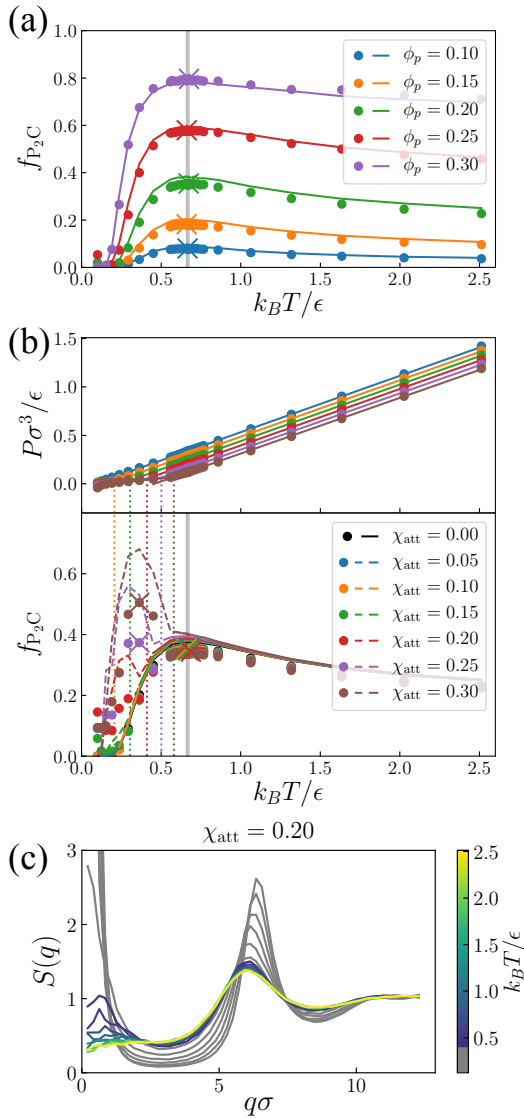 (a)
1.0
0.8
0.6
0.4
0.2
0.0
f_{P_2C}
ϕ_p = 0.10
ϕ_p = 0.15
ϕ_p = 0.20
ϕ_p = 0.25
ϕ_p = 0.30
0.0 0.5 1.0 1.5 2.0 2.5
k_BT/ϵ
(b)
1.5
1.0
0.5
0.0
Pσ^3/ϵ
0.6
0.4
0.2
0.0
f_{P_2C}
χ_att = 0.00
χ_att = 0.05
χ_att = 0.10
χ_att = 0.15
χ_att = 0.20
χ_att = 0.25
χ_att = 0.30
0.0 0.5 1.0 1.5 2.0 2.5
k_BT/ϵ
(c)
χ_att = 0.20
3
2
1
0
S(q)
0 5 10
qσ
2.5
2.0
1.5
1.0
0.5
k_BT/ϵ